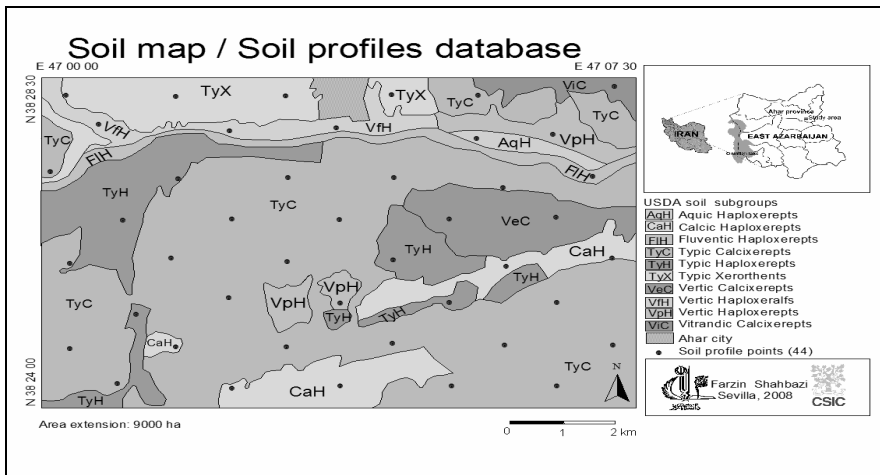 Soil map / Soil profiles database
E 47 00 00
E 47 07 30
N 38 28 30
N 38 24 00
TyX
TyX
TyC
ViC
TyC
TyC
VfH
VfH
AqH
VpH
FlH
FlH
TyH
TyC
VeC
TyH
CaH
TyH
TyC
VpH
VpH
TyH
TyH
CaH
TyH
CaH
TyC
N
Area extension: 9000 ha
0 1 2 km
Ahar province
Study area
IRAN
EAST AZARBAIJAN
USDA soil subgroups
AqH Aquic Haploxerepts
CaH Calcic Haploxerepts
FlH Fluventic Haploxerepts
TyC Typic Calcixerepts
TyH Typic Haploxerepts
TyX Typic Xerorthents
VeC Vertic Calcixerepts
VfH Vertic Haploxeralfs
VpH Vertic Haploxerepts
ViC Vitrandic Calcixerepts
Ahar city
Soil profile points (44)
Farzin Shahbazi
Sevilla, 2008
CSIC